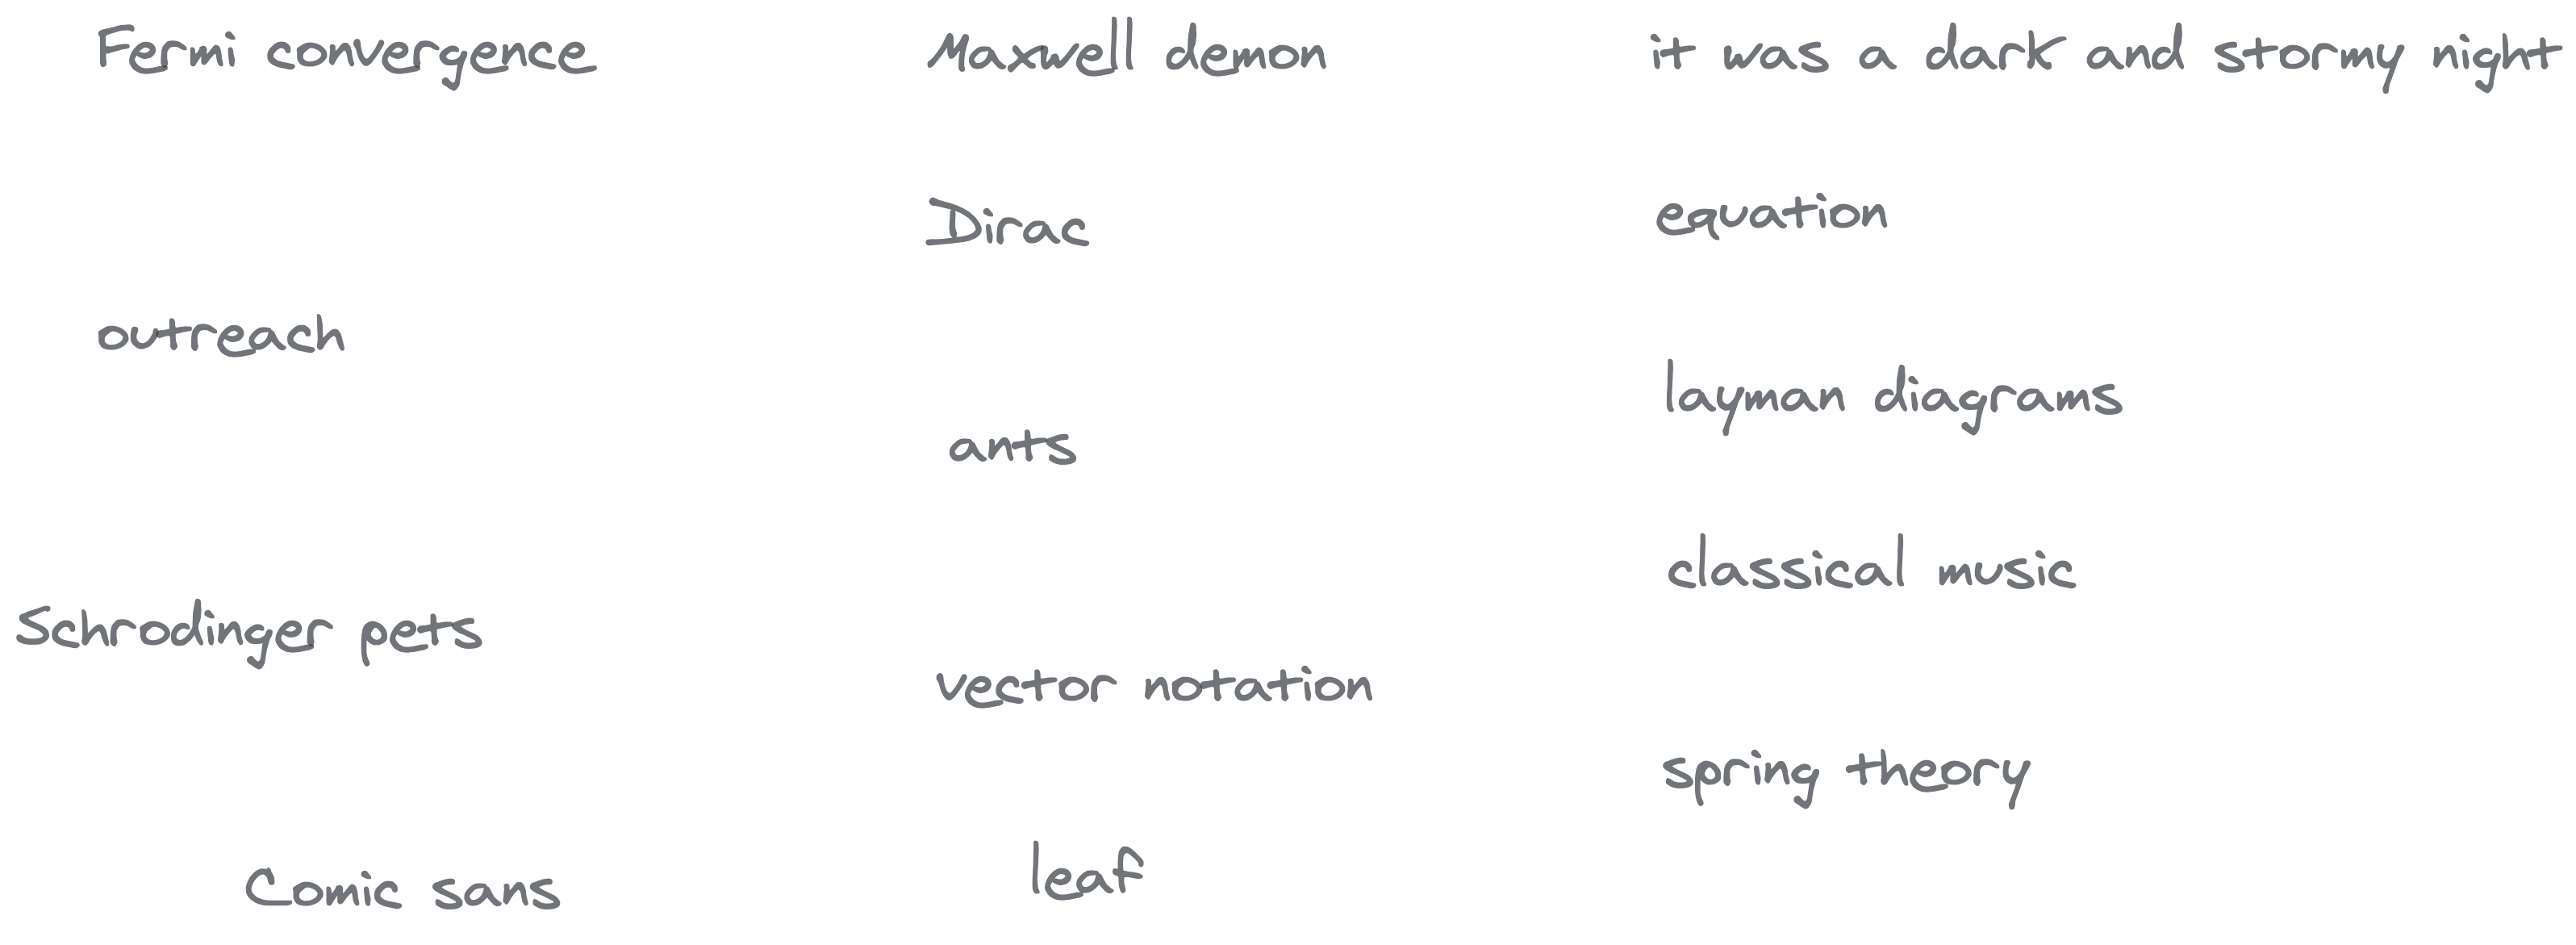 Fermi convergence
outreach
Schrodinger pets
Comic sans
Maxwell demon
Dirac
ants
vector notation
leaf
it was a dark and stormy night
equation
layman diagrams
classical music
spring theory